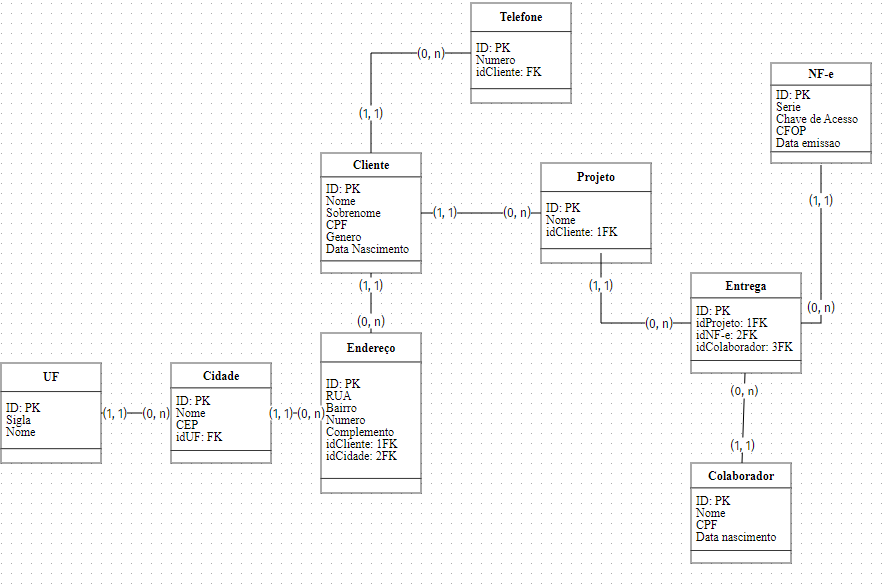 Telefone
ID: PK
Numero
idCliente: FK
(0, n)
(1, 1)
NF-e
ID: PK
Serie
Chave de Acesso
CFOP
Data emissao
(1, 1)
Cliente
ID: PK
Nome
Sobrenome
CPF
Genero
Data Nascimento
(1, 1)
(0, n)
Projeto
ID: PK
Nome
idCliente: 1FK
(1, 1)
(0, n)
Entrega
ID: PK
idProjeto: 1FK
idNF-e: 2FK
idColaborador: 3FK
(0, n)
(1, 1)
(0, n)
Endereço
ID: PK
RUA
Bairro
Numero
Complemento
idCliente: 1FK
idCidade: 2FK
UF
ID: PK
Sigla
Nome
(1, 1)
(0, n)
Cidade
ID: PK
Nome
CEP
idUF: FK
(1, 1)
(0, n)
(0, n)
(1, 1)
Colaborador
ID: PK
Nome
CPF
Data nascimento